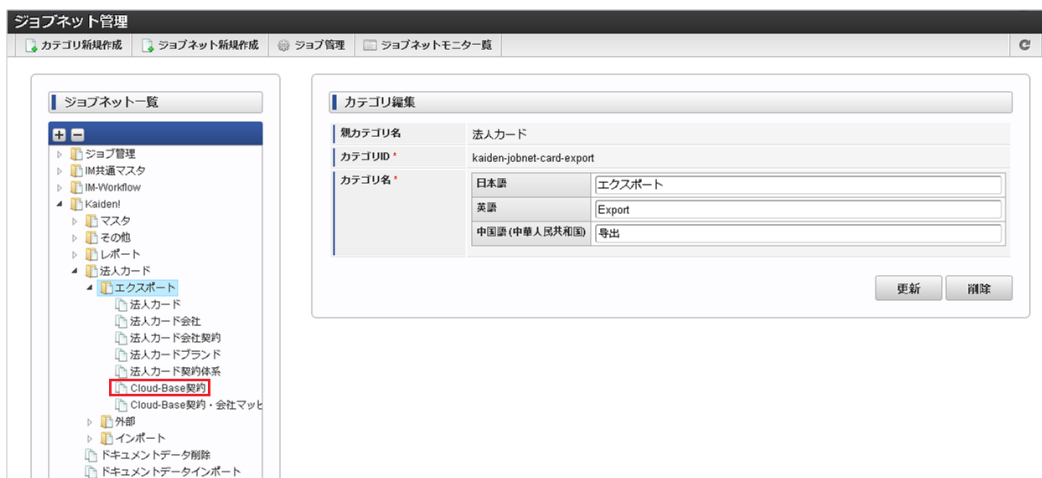 ジョブネット管理
カテゴリ新規作成 ジョブネット新規作成 ジョブ管理 ジョブネットモニター覧
ジョブネット一覧
ジョブ管理
IM共通マスタ
IM-Workflow
Kaiden!
マスタ
その他
レポート
法人カード
エクスポート
法人カード
法人カード会社
法人カード会社契約
法人カードブランド
法人カード契約体系
Cloud-Base契約
Cloud-Base契約・会社マッピ
外部
インポート
ドキュメントデータ削除
ドキュメントデータインポート
カテゴリ編集
親カテゴリ名 法人カード
カテゴリID * kaiden-jobnet-card-export
カテゴリ名 * 日本語 エクスポート
英語 Export
中国語 (中華人民共和国) 导出
更新 削除